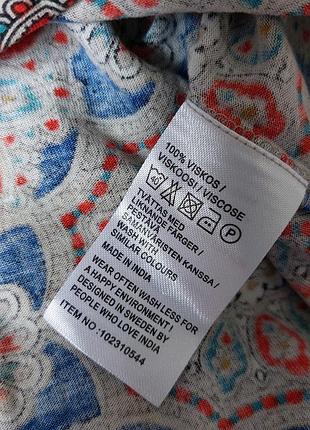 100% VISKOS /
VISKOOSI / VISCOSE
TVÄTTAS MED
LIKNANDE FÄRGER/
PESTÄVÄ
SAMANVÄRISTEN KANSSA /
WASH WITH
SIMILAR COLOURS
MADE IN INDIA
WEAR OFTEN WASH LESS FOR
A HAPPY ENVIRONMENT !
DESIGNED IN SWEDEN BY
PEOPLE WHO LOVE INDIA
ITEM NO : 102310544